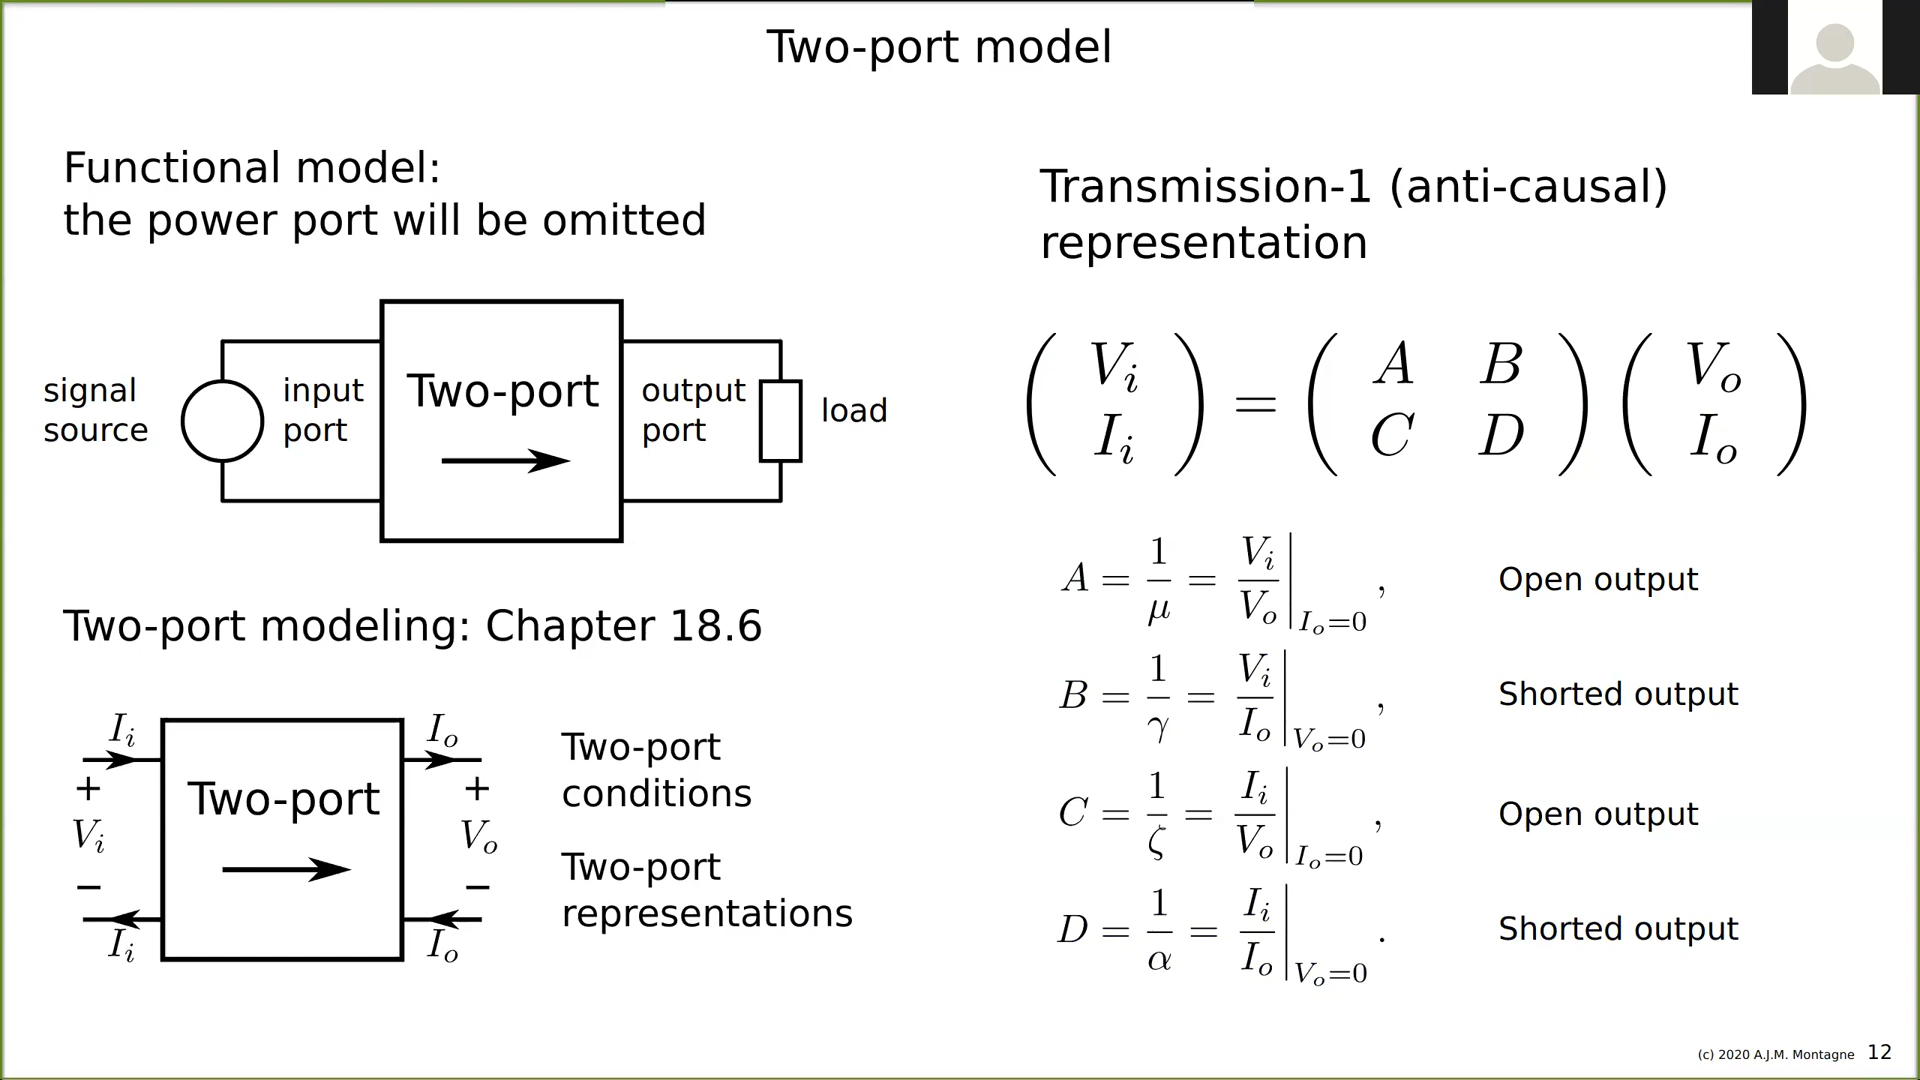 Two-port model
Functional model:
the power port will be omitted
signal
source
input
port
Two-port
output
port
load
Two-port modeling: Chapter 18.6
I_i
I_o
+
+
Two-port
V_i
V_o
−
−
I_i
I_o
Two-port
conditions
Two-port
representations
Transmission-1 (anti-causal)
representation
( V_i I_i ) = ( A B C D ) ( V_o I_o )
A = 1/μ = V_i/V_o |_{I_o=0} , Open output
B = 1/γ = V_i/I_o |_{V_o=0} , Shorted output
C = 1/ζ = I_i/V_o |_{I_o=0} , Open output
D = 1/α = I_i/I_o |_{V_o=0} . Shorted output
(c) 2020 A.J.M. Montagne 12